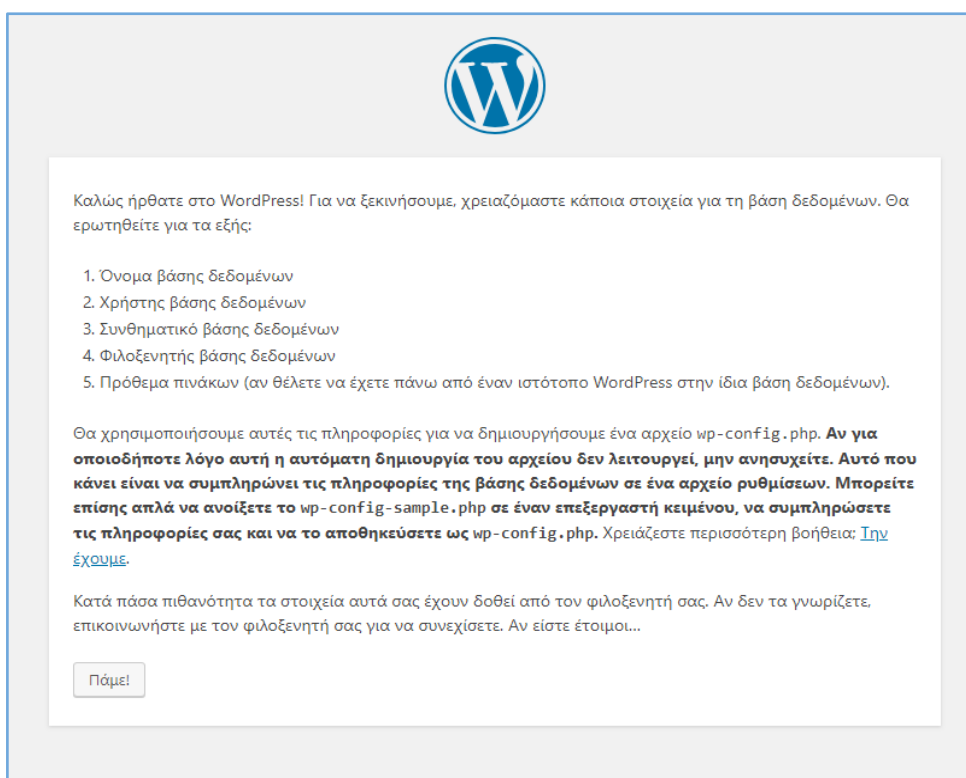 Καλώς ήρθατε στο WordPress! Για να ξεκινήσουμε, χρειαζόμαστε κάποια στοιχεία για τη βάση δεδομένων. Θα
ερωτηθείτε για τα εξής:
1. Όνομα βάσης δεδομένων
2. Χρήστης βάσης δεδομένων
3. Συνθηματικό βάσης δεδομένων
4. Φιλοξενητής βάσης δεδομένων
5. Πρόθεμα πινάκων (αν θέλετε να έχετε πάνω από έναν ιστότοπο WordPress στην ίδια βάση δεδομένων).
Θα χρησιμοποιήσουμε αυτές τις πληροφορίες για να δημιουργήσουμε ένα αρχείο wp-config.php. Αν για
οποιοδήποτε λόγο αυτή η αυτόματη δημιουργία του αρχείου δεν λειτουργεί, μην ανησυχείτε. Αυτό που
κάνει είναι να συμπληρώνει τις πληροφορίες της βάσης δεδομένων σε ένα αρχείο ρυθμίσεων. Μπορείτε
επίσης απλά να ανοίξετε το wp-config-sample.php σε έναν επεξεργαστή κειμένου, να συμπληρώσετε
τις πληροφορίες σας και να το αποθηκεύσετε ως wp-config.php. Χρειάζεστε περισσότερη βοήθεια; Την
έχουμε.
Κατά πάσα πιθανότητα τα στοιχεία αυτά σας έχουν δοθεί από τον φιλοξενητή σας. Αν δεν τα γνωρίζετε,
επικοινωνήστε με τον φιλοξενητή σας για να συνεχίσετε. Αν είστε έτοιμοι…
Πάμε!